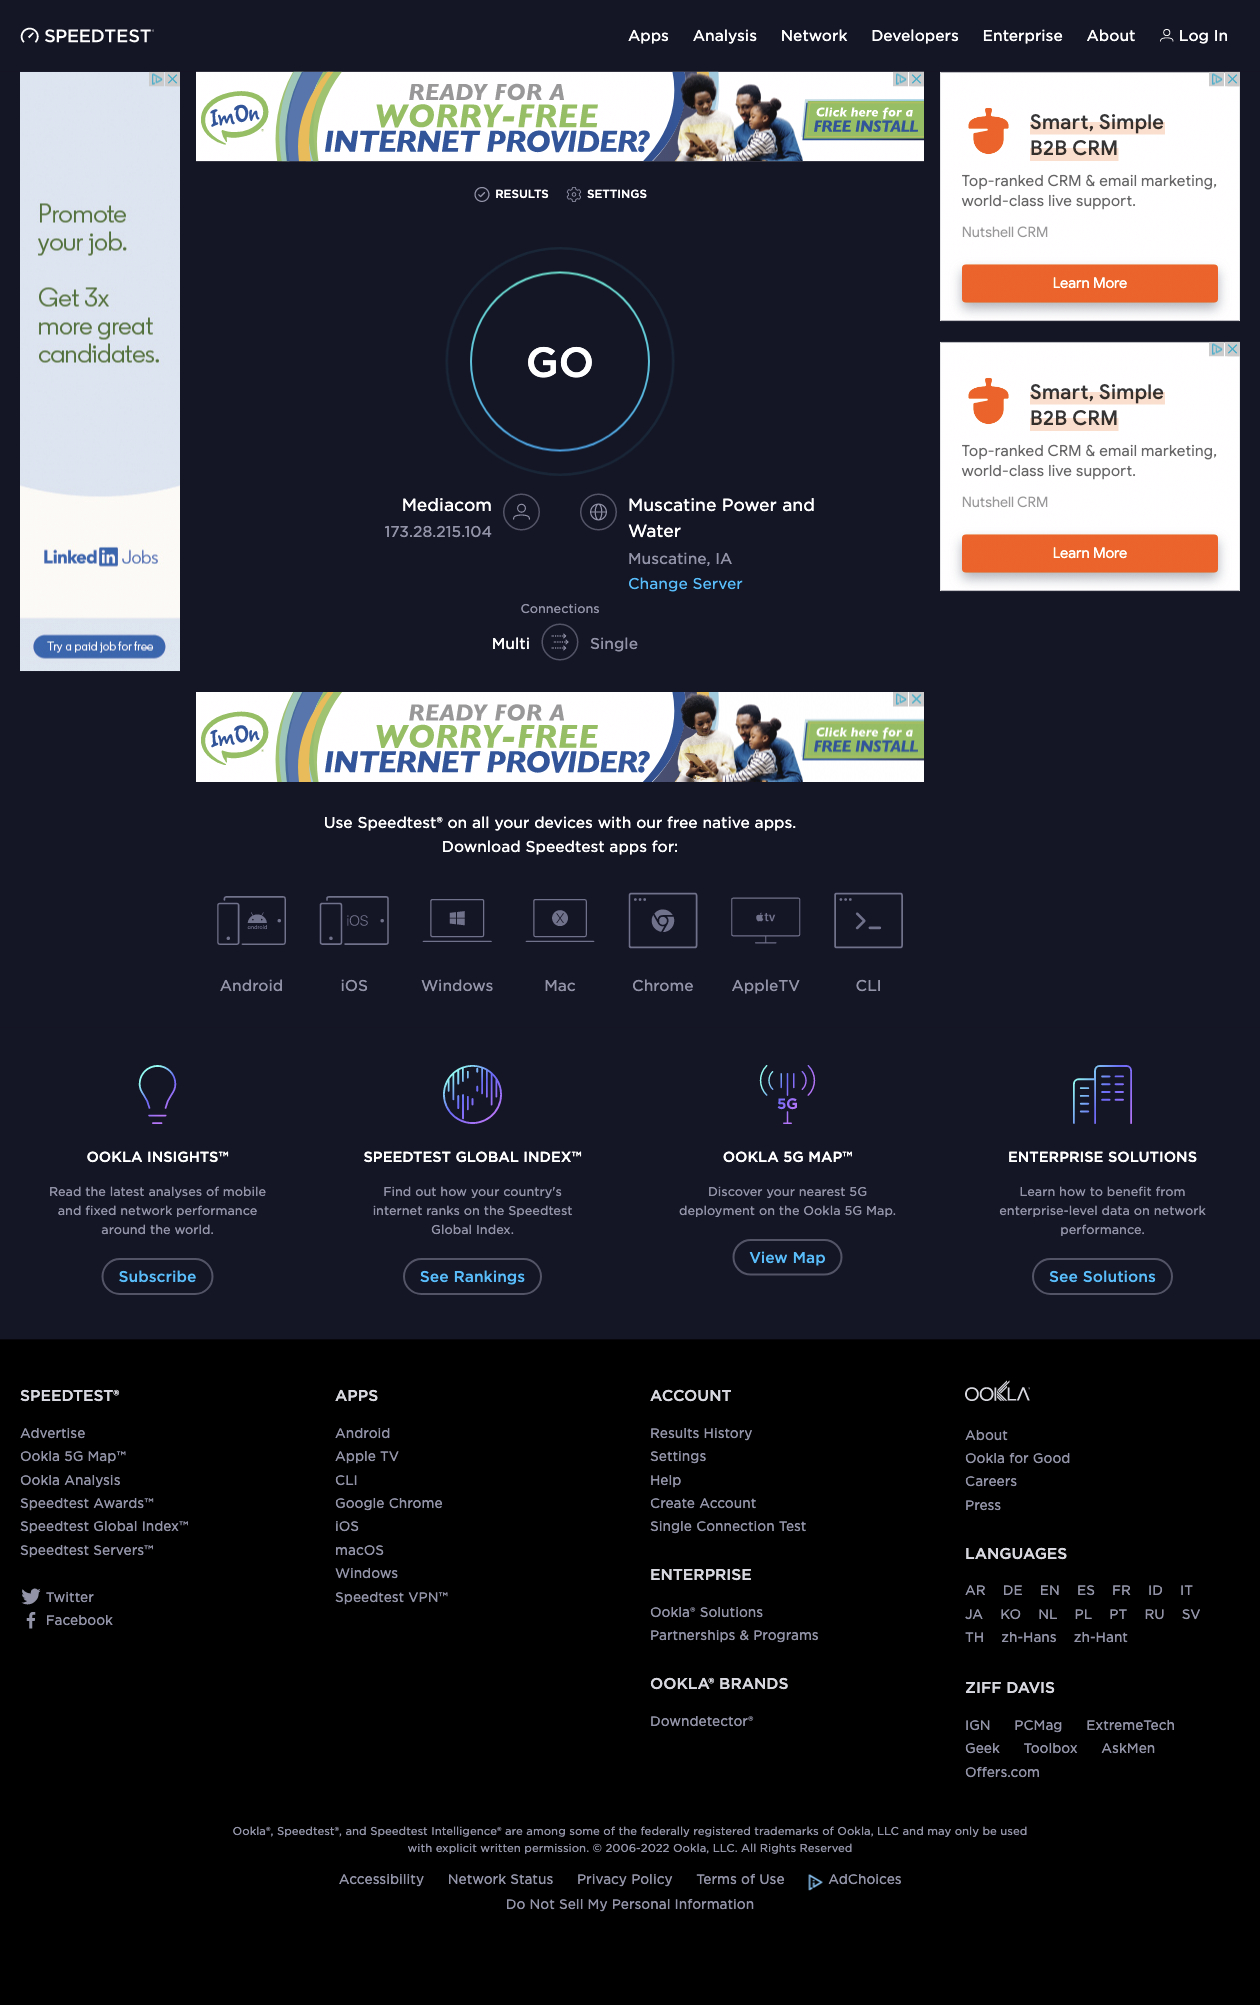 SPEEDTEST
Apps Analysis Network Developers Enterprise About Log In
Promote
your job.
Get 3x
more great
candidates.
Linked in Jobs
Try a paid job for free
ImOn
READY FOR A
WORRY-FREE
INTERNET PROVIDER?
Click here for a
FREE INSTALL
Smart, Simple
B2B CRM
Top-ranked CRM & email marketing,
world-class live support.
Nutshell CRM
Learn More
Smart, Simple
B2B CRM
Top-ranked CRM & email marketing,
world-class live support.
Nutshell CRM
Learn More
RESULTS SETTINGS
GO
Mediacom
173.28.215.104
Muscatine Power and
Water
Muscatine, IA
Change Server
Connections
Multi Single
ImOn
READY FOR A
WORRY-FREE
INTERNET PROVIDER?
Click here for a
FREE INSTALL
Use Speedtest® on all your devices with our free native apps.
Download Speedtest apps for:
android iOS X tv
Android iOS Windows Mac Chrome AppleTV CLI
5G
OOKLA INSIGHTS™
Read the latest analyses of mobile
and fixed network performance
around the world.
Subscribe
SPEEDTEST GLOBAL INDEX™
Find out how your country's
internet ranks on the Speedtest
Global Index.
See Rankings
OOKLA 5G MAP™
Discover your nearest 5G
deployment on the Ookla 5G Map.
View Map
ENTERPRISE SOLUTIONS
Learn how to benefit from
enterprise-level data on network
performance.
See Solutions
SPEEDTEST®
Advertise
Ookla 5G Map™
Ookla Analysis
Speedtest Awards™
Speedtest Global Index™
Speedtest Servers™
Twitter
Facebook
APPS
Android
Apple TV
CLI
Google Chrome
iOS
macOS
Windows
Speedtest VPN™
ACCOUNT
Results History
Settings
Help
Create Account
Single Connection Test
ENTERPRISE
Ookla® Solutions
Partnerships & Programs
OOKLA® BRANDS
Downdetector®
OOKLA
About
Ookla for Good
Careers
Press
LANGUAGES
AR DE EN ES FR ID IT
JA KO NL PL PT RU SV
TH zh-Hans zh-Hant
ZIFF DAVIS
IGN PCMag ExtremeTech
Geek Toolbox AskMen
Offers.com
Ookla®, Speedtest®, and Speedtest Intelligence® are among some of the federally registered trademarks of Ookla, LLC and may only be used
with explicit written permission. © 2006-2022 Ookla, LLC. All Rights Reserved
Accessibility Network Status Privacy Policy Terms of Use AdChoices
Do Not Sell My Personal Information